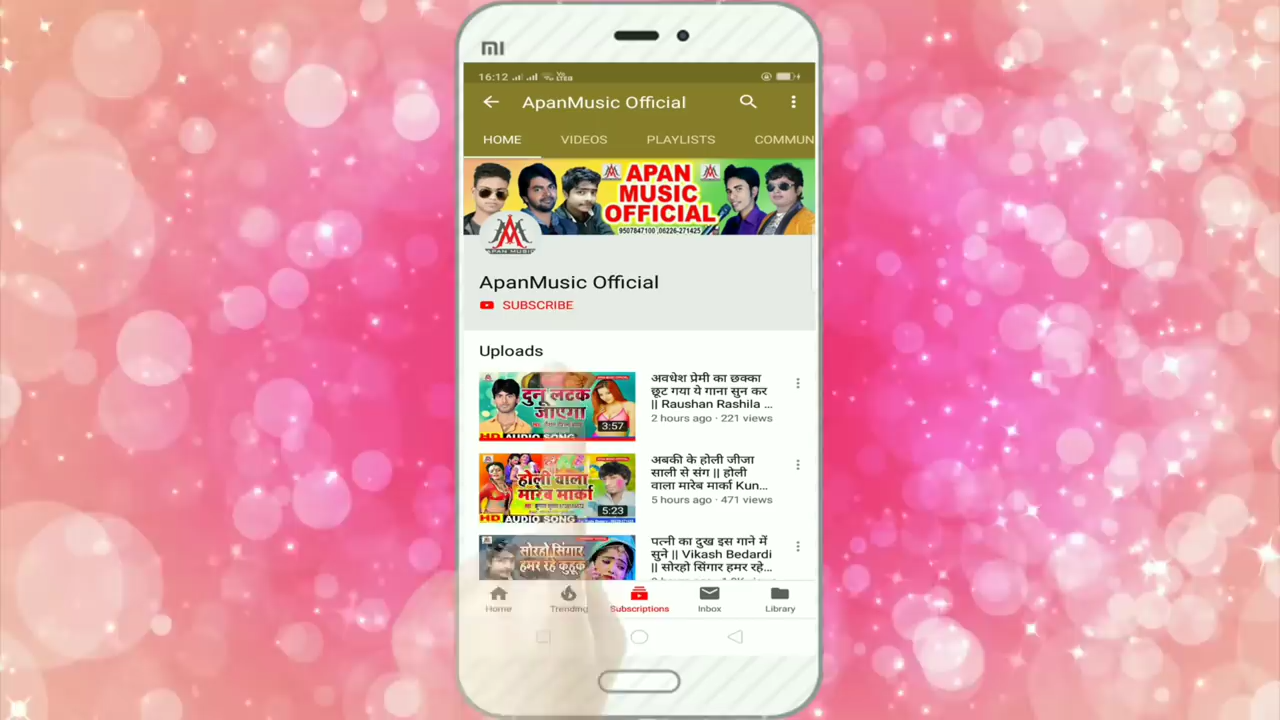 mi
16:12
ApanMusic Official
HOME VIDEOS PLAYLISTS COMMUN
APAN
MUSIC
OFFICIAL
9507847100 ,06226-271425
APAN MUSIC
ApanMusic Official
SUBSCRIBE
Uploads
दुनू लटक
जाएगा
3:57
HD AUDIO SONG
अवधेश प्रेमी का छक्का
छूट गया ये गाना सुन कर
|| Raushan Rashila ...
2 hours ago · 221 views
होली वाला
मारेब मार्का
5:23
HD AUDIO SONG
अबकी के होली जीजा
साली से संग || होली
वाला मारेब मार्का Kun...
5 hours ago · 471 views
सोरहो सिंगार
हमर रहे कुहूक
पत्नी का दुख इस गाने में
सुने || Vikash Bedardi
|| सोरहो सिंगार हमर रहे...
Home Trending Subscriptions Inbox Library